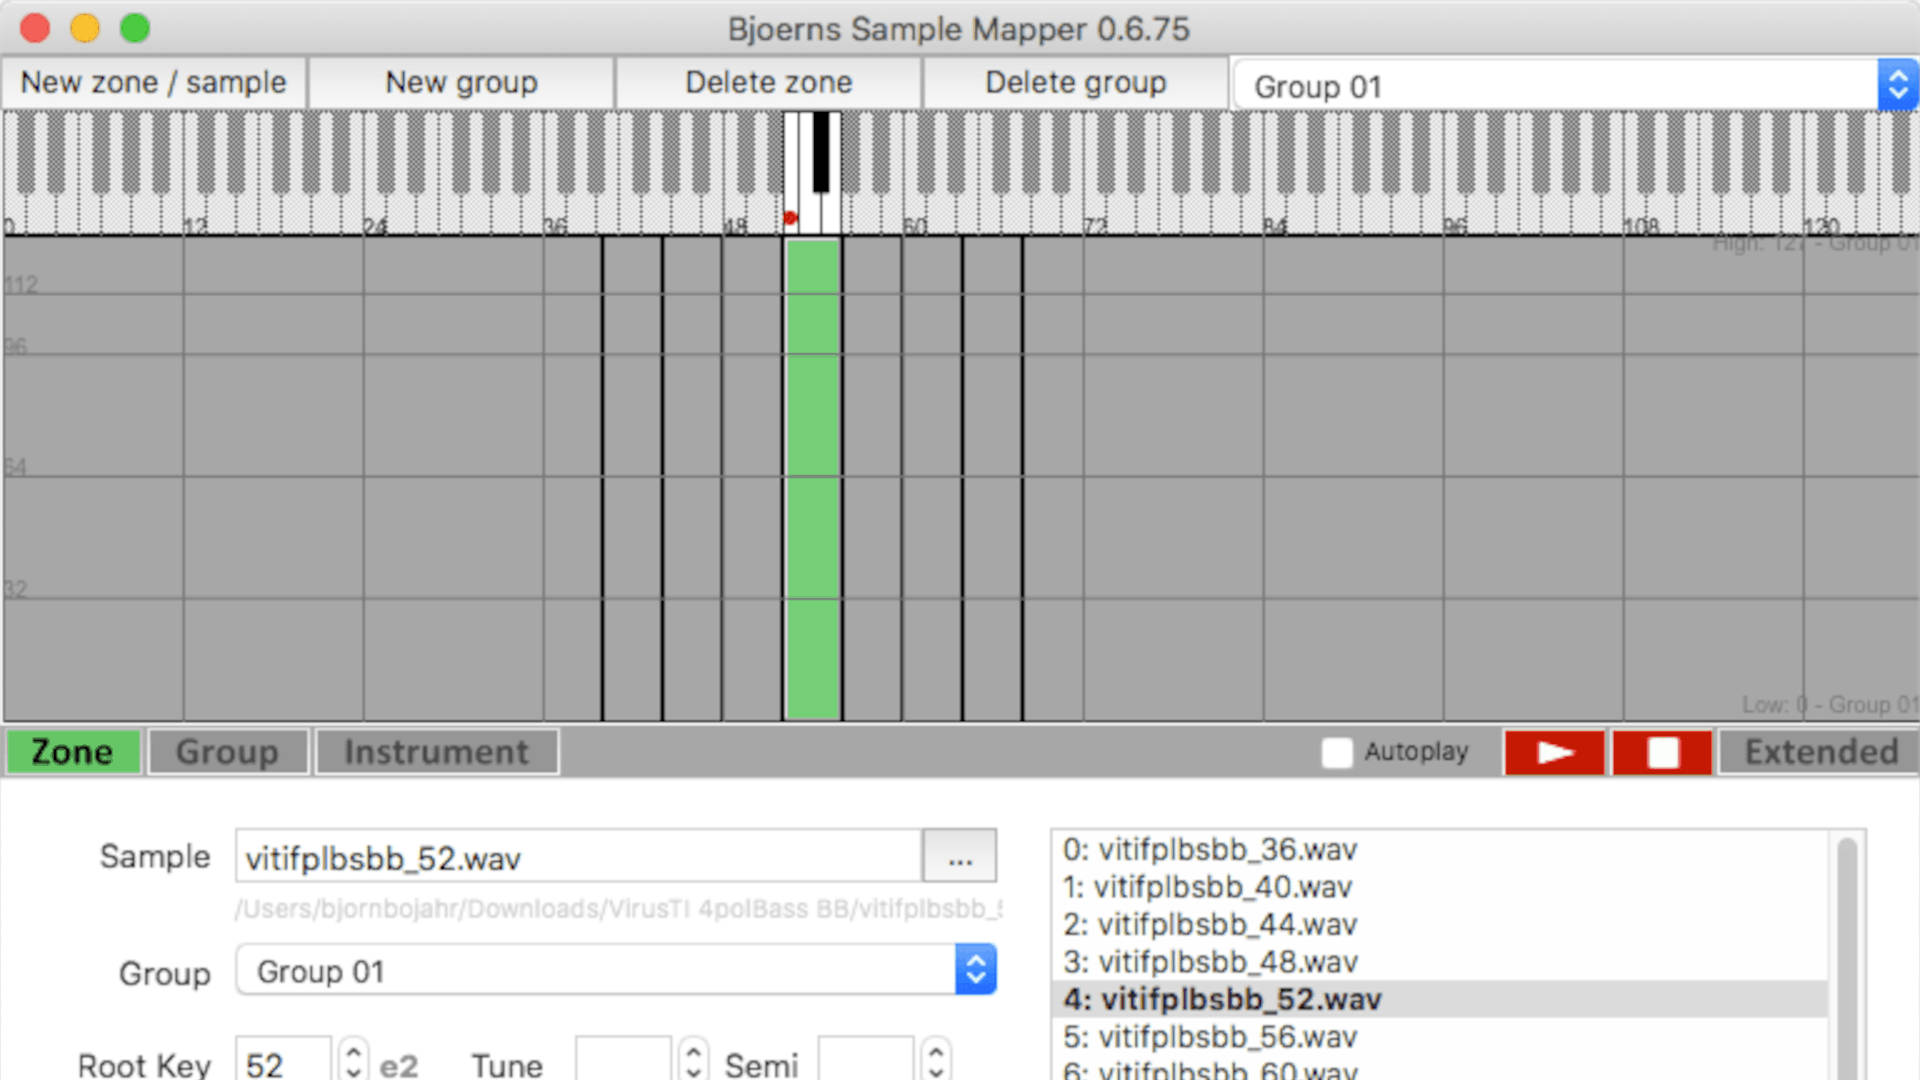 Bjoerns Sample Mapper 0.6.75
New zone / sample New group Delete zone Delete group Group 01
0 12 24 36 48 60 72 84 96 108 120
High: 127 - Group 01
112
96
64
32
Low: 0 - Group 01
Zone Group Instrument Autoplay Extended
Sample vitifplbsbb_52.wav ...
/Users/bjornbojahr/Downloads/VirusTI 4polBass BB/vitifplbsbb_5
Group Group 01
Root Key 52 e2 Tune Semi
0: vitifplbsbb_36.wav
1: vitifplbsbb_40.wav
2: vitifplbsbb_44.wav
3: vitifplbsbb_48.wav
4: vitifplbsbb_52.wav
5: vitifplbsbb_56.wav
6: vitifplbsbb_60.wav